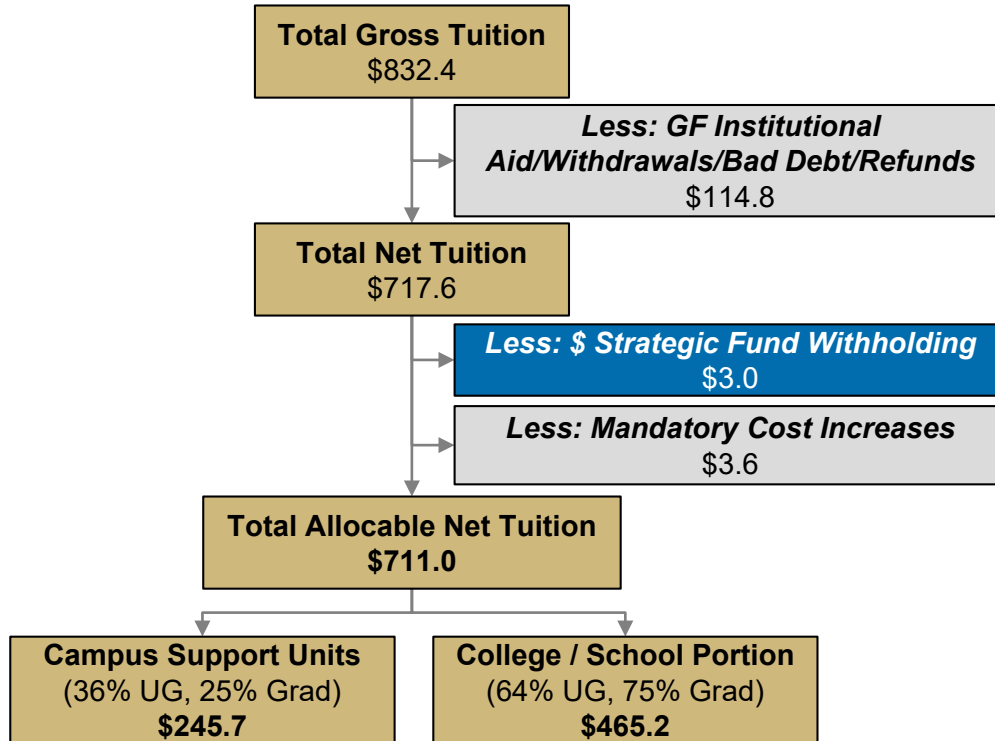 Total Gross Tuition
$832.4
Less: GF Institutional
Aid/Withdrawals/Bad Debt/Refunds
$114.8
Total Net Tuition
$717.6
Less: $ Strategic Fund Withholding
$3.0
Less: Mandatory Cost Increases
$3.6
Total Allocable Net Tuition
$711.0
Campus Support Units
(36% UG, 25% Grad)
$245.7
College / School Portion
(64% UG, 75% Grad)
$465.2